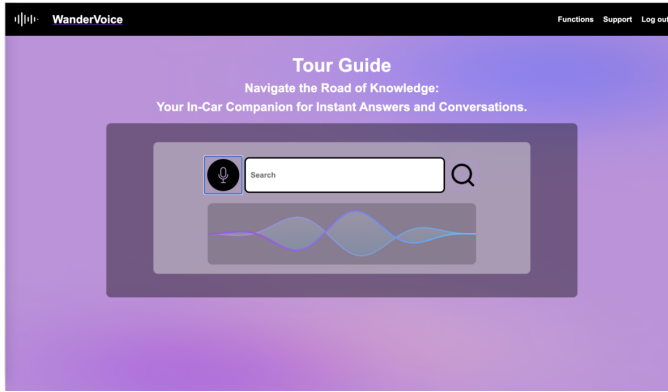 WanderVoice
Functions Support Log out
Tour Guide
Navigate the Road of Knowledge:
Your In-Car Companion for Instant Answers and Conversations.
Search